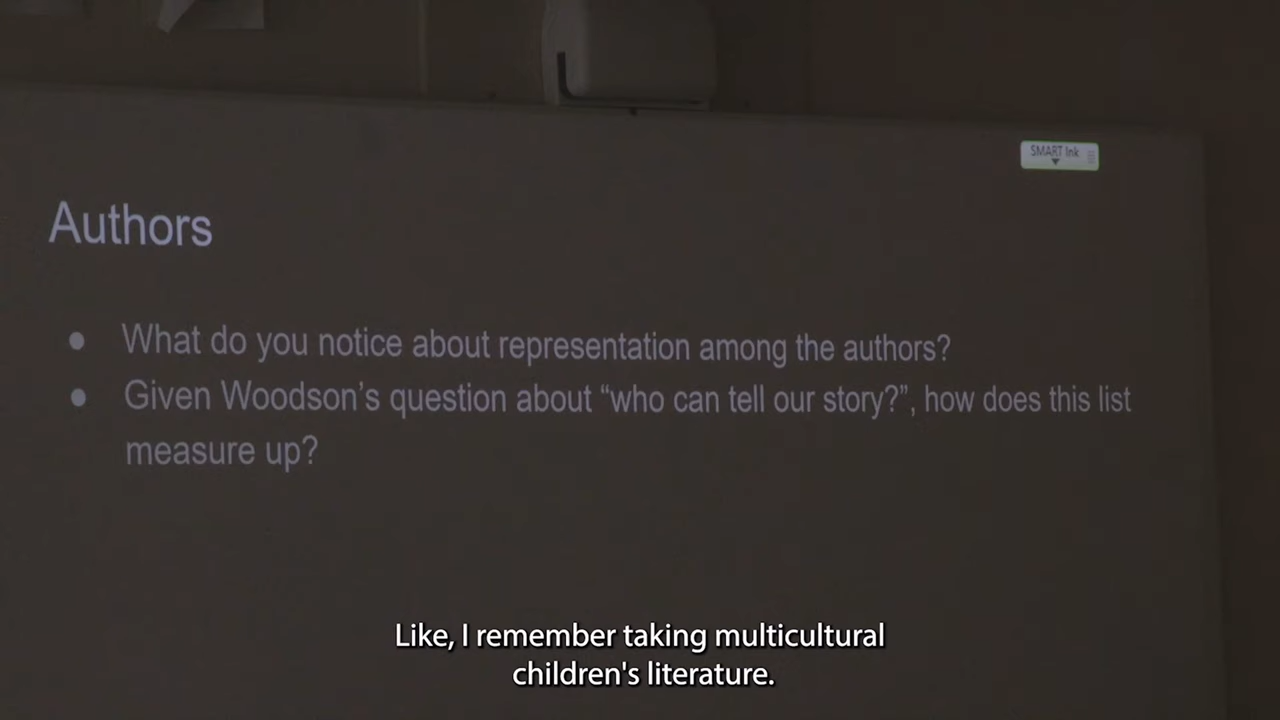 SMART Ink
Authors
● What do you notice about representation among the authors?
● Given Woodson’s question about “who can tell our story?”, how does this list
measure up?
Like, I remember taking multicultural
children's literature.